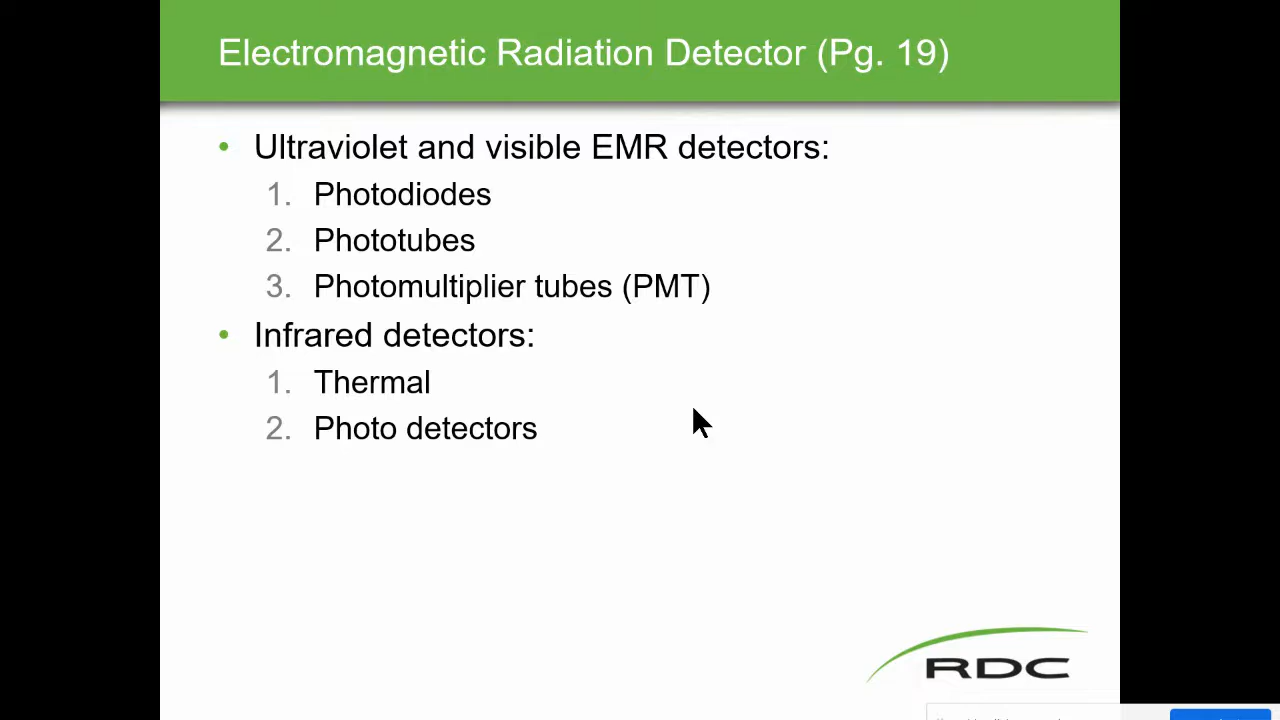 Electromagnetic Radiation Detector (Pg. 19)
• Ultraviolet and visible EMR detectors:
1. Photodiodes
2. Phototubes
3. Photomultiplier tubes (PMT)
• Infrared detectors:
1. Thermal
2. Photo detectors
RDC